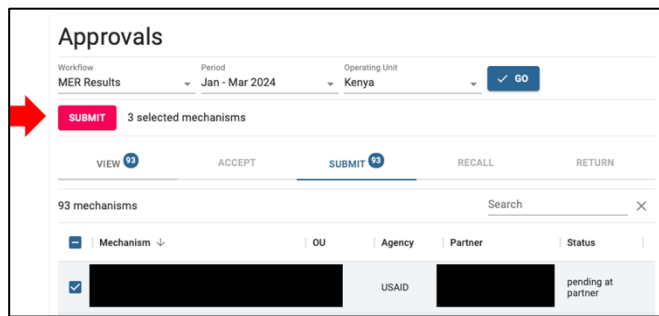 Approvals
Workflow Period Operating Unit
MER Results Jan - Mar 2024 Kenya GO
SUBMIT 3 selected mechanisms
VIEW 93 ACCEPT SUBMIT 93 RECALL RETURN
93 mechanisms Search
Mechanism OU Agency Partner Status
USAID pending at
partner